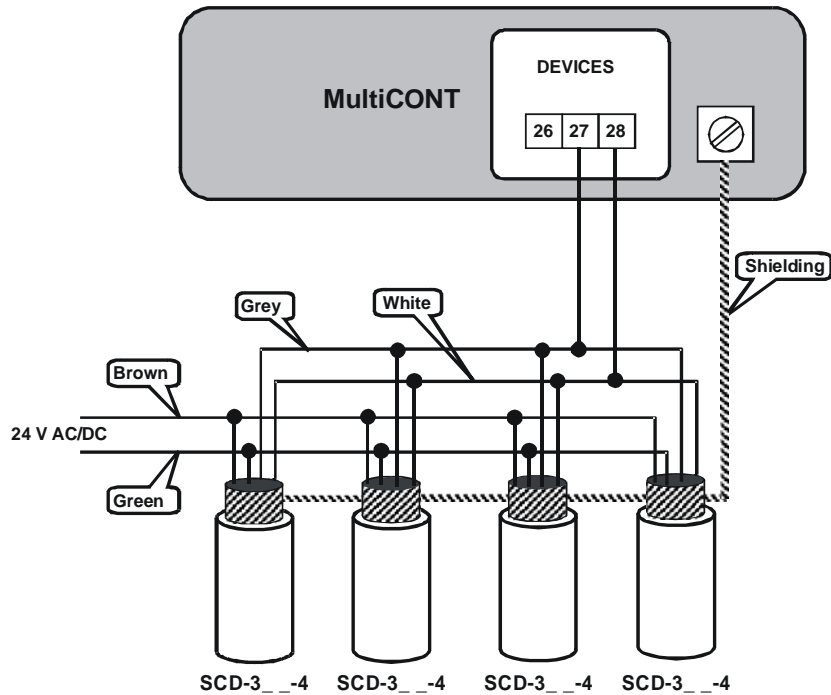 DEVICES
MultiCONT
26 27 28
Shielding
Grey
White
Brown
24 V AC/DC
Green
SCD-3_ _-4 SCD-3_ _-4 SCD-3_ _-4 SCD-3_ _-4